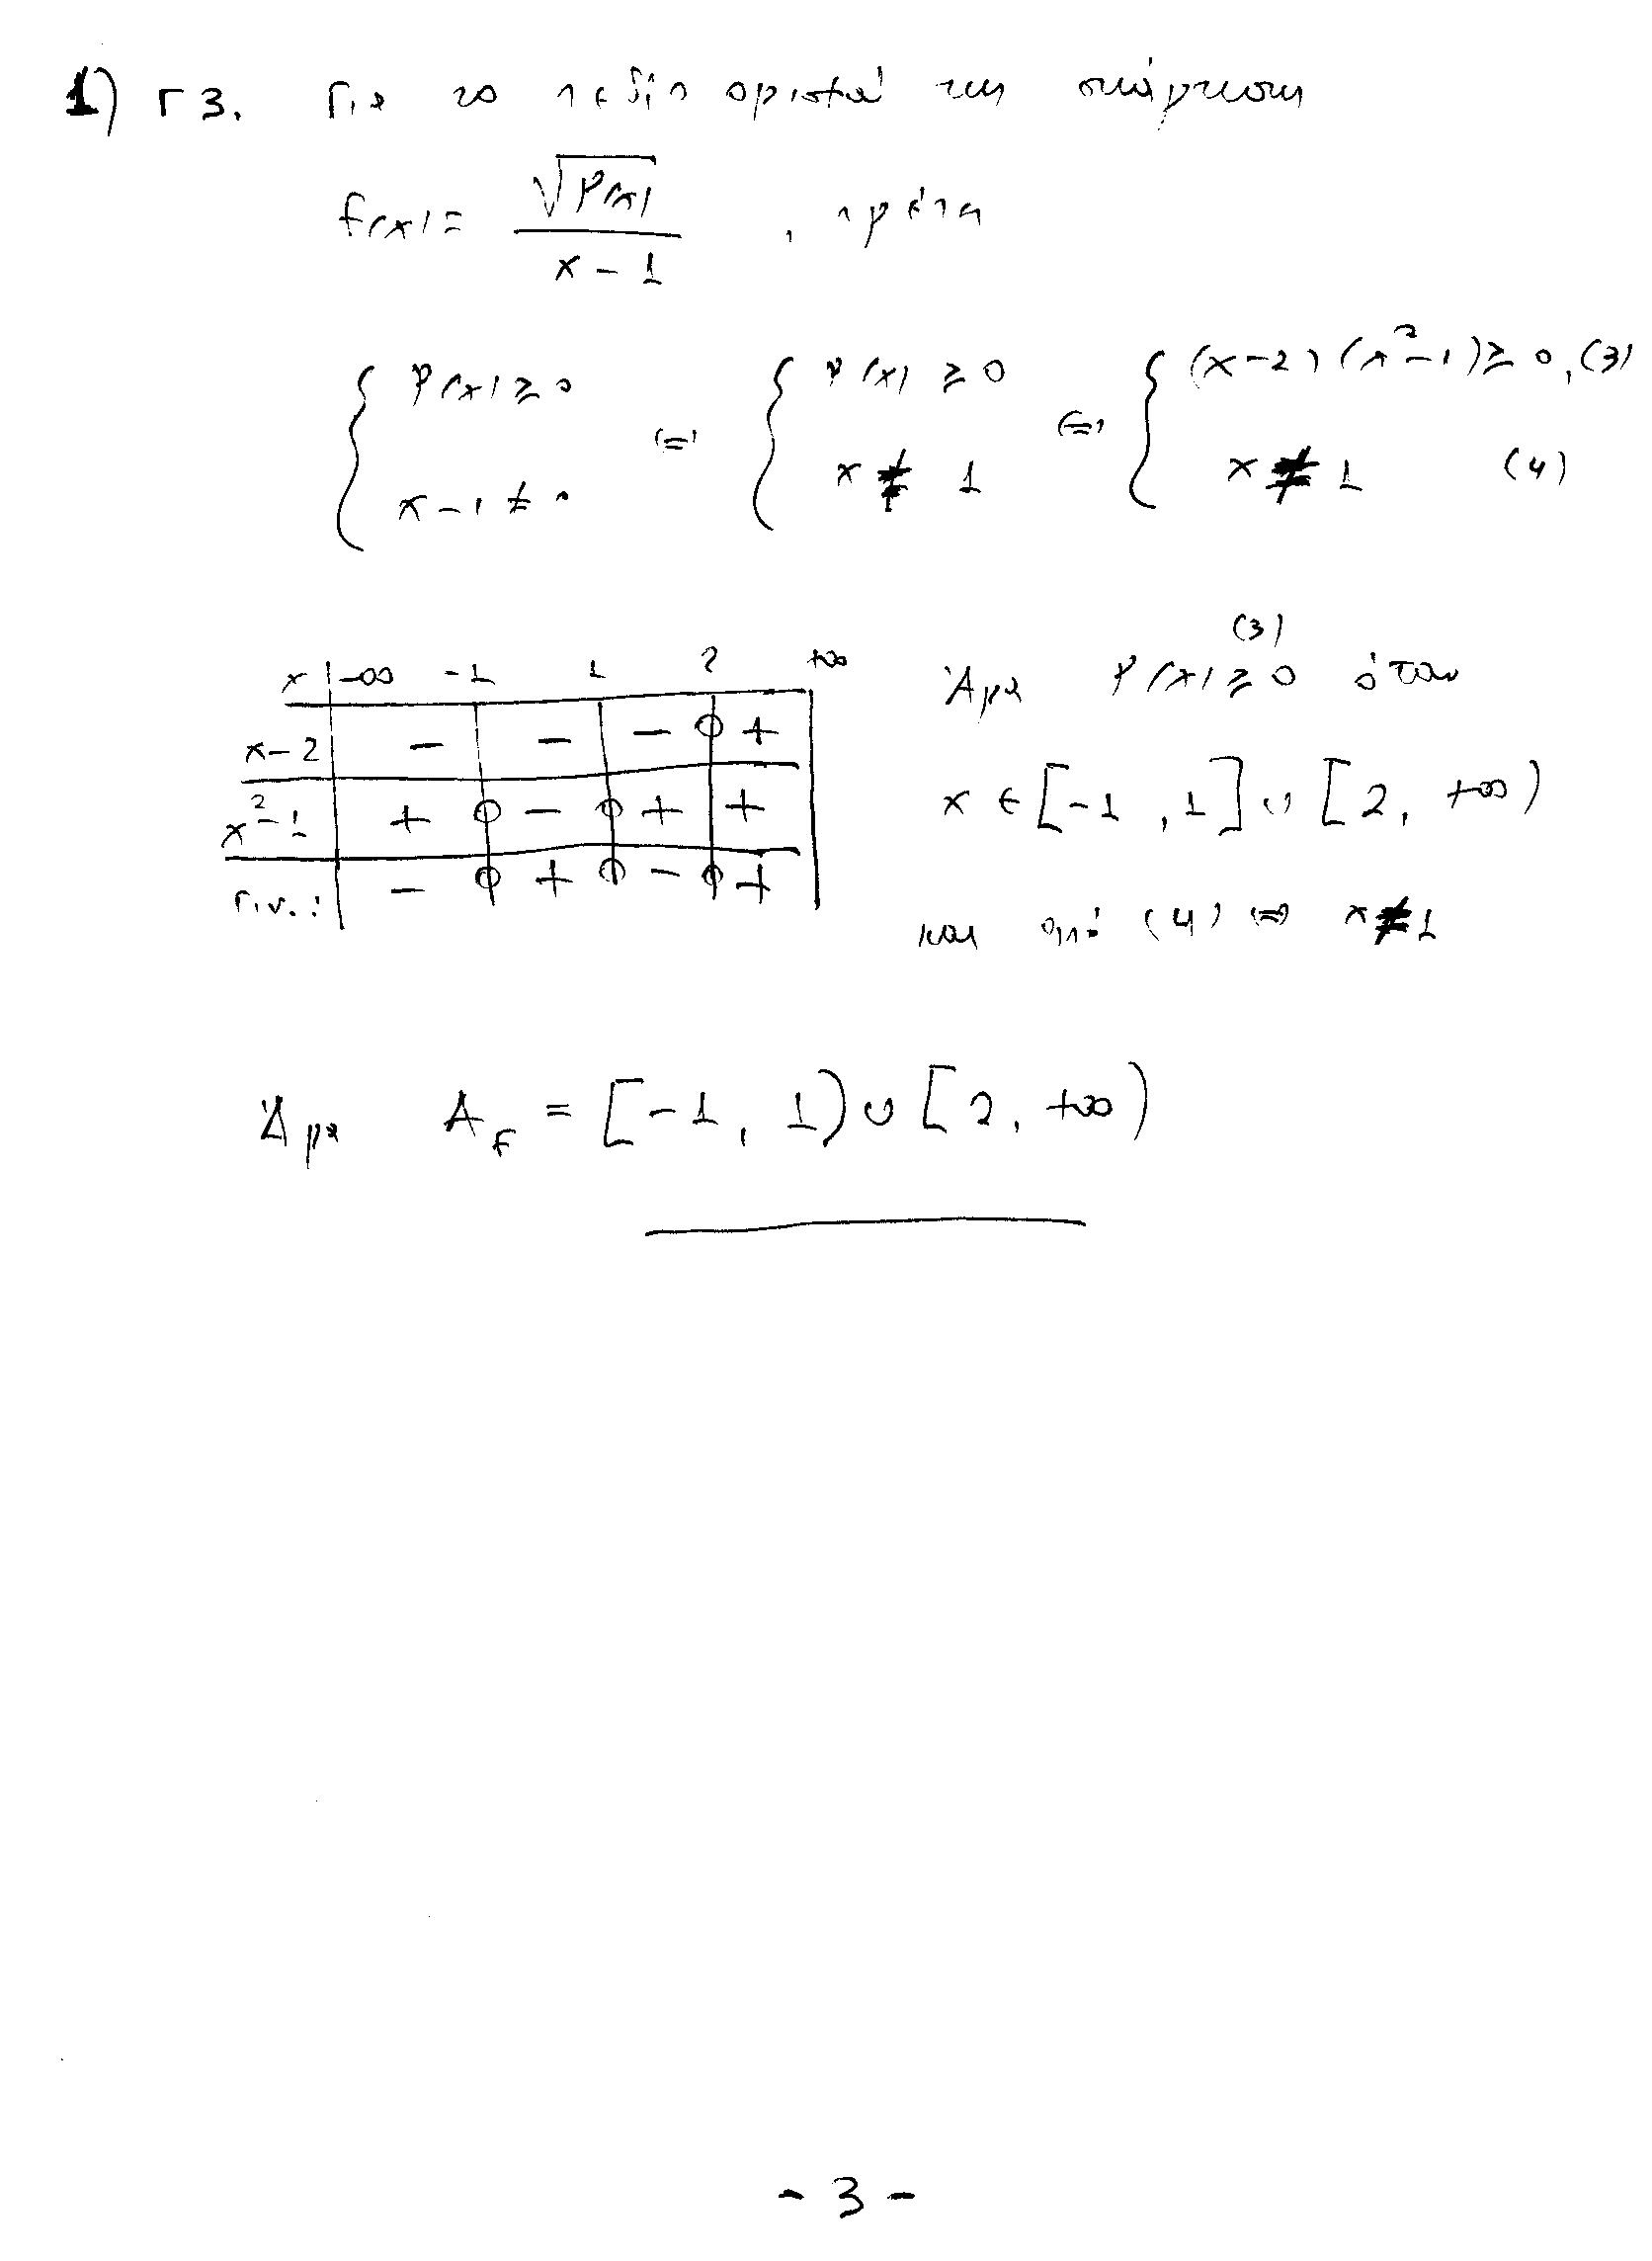 1) Γ3. Για το πεδίο ορισμού της συνάρτησης
f(x) = √P(x) / x - 1 , πρέπει
{ P(x) ≥ 0 , x - 1 ≠ 0 ⇔ { P(x) ≥ 0 , x ≠ 1 ⇔ { (x-2)(x²-1) ≥ 0, (3) , x ≠ 1 (4)
x | -∞ -1 1 2 +∞
x-2 | - - - 0 +
x²-1 | + 0 - 0 + +
Γιν.: | - 0 + 0 - 0 +
Άρα P(x) ≥ 0 (3) όταν
x ∈ [-1, 1] ∪ [2, +∞)
και από (4) ⇔ x ≠ 1
Άρα A_f = [-1, 1) ∪ [2, +∞)
- 3 -